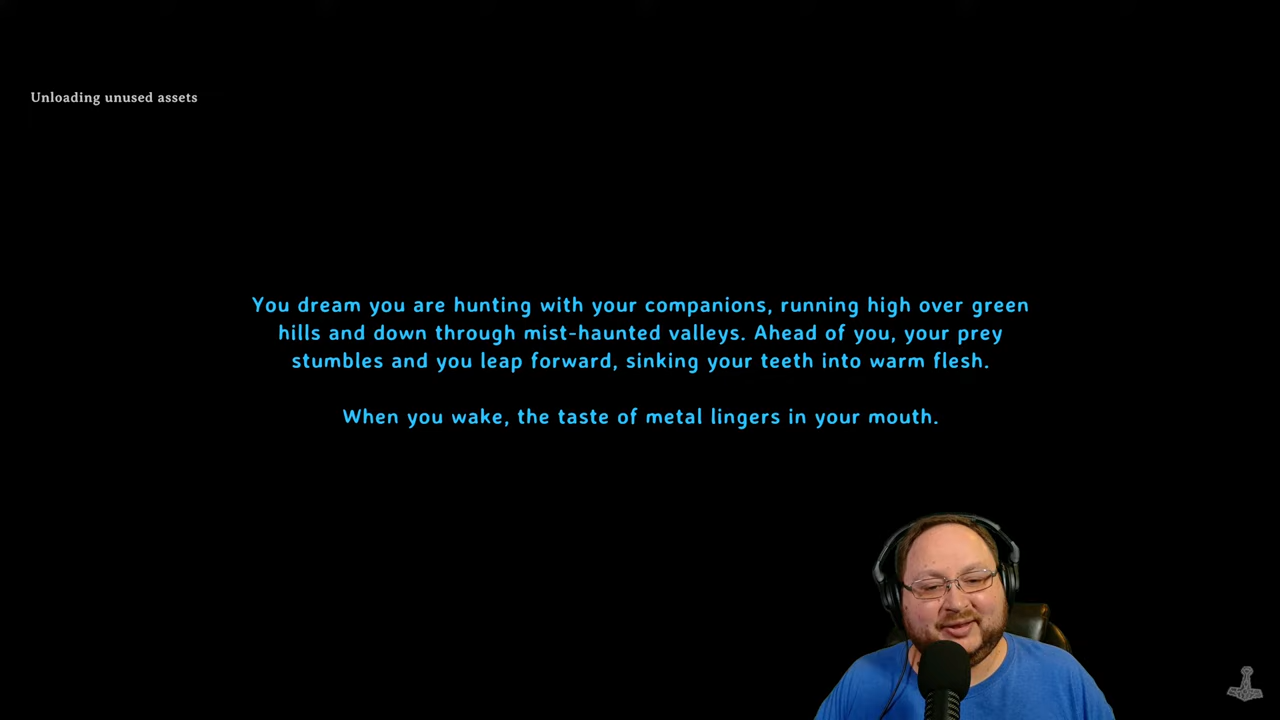 Unloading unused assets
You dream you are hunting with your companions, running high over green
hills and down through mist-haunted valleys. Ahead of you, your prey
stumbles and you leap forward, sinking your teeth into warm flesh.
When you wake, the taste of metal lingers in your mouth.